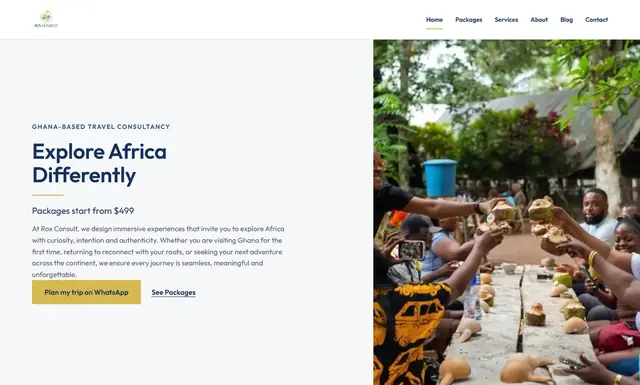 ROX CONSULT
Home Packages Services About Blog Contact
GHANA-BASED TRAVEL CONSULTANCY
Explore Africa
Differently
Packages start from $499
At Rox Consult, we design immersive experiences that invite you to explore Africa
with curiosity, intention and authenticity. Whether you are visiting Ghana for the
first time, returning to reconnect with your roots, or seeking your next adventure
across the continent, we ensure every journey is seamless, meaningful and
unforgettable.
Plan my trip on WhatsApp See Packages